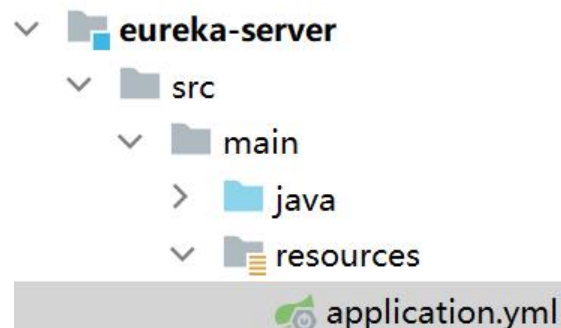 eureka-server
src
main
java
resources
application.yml